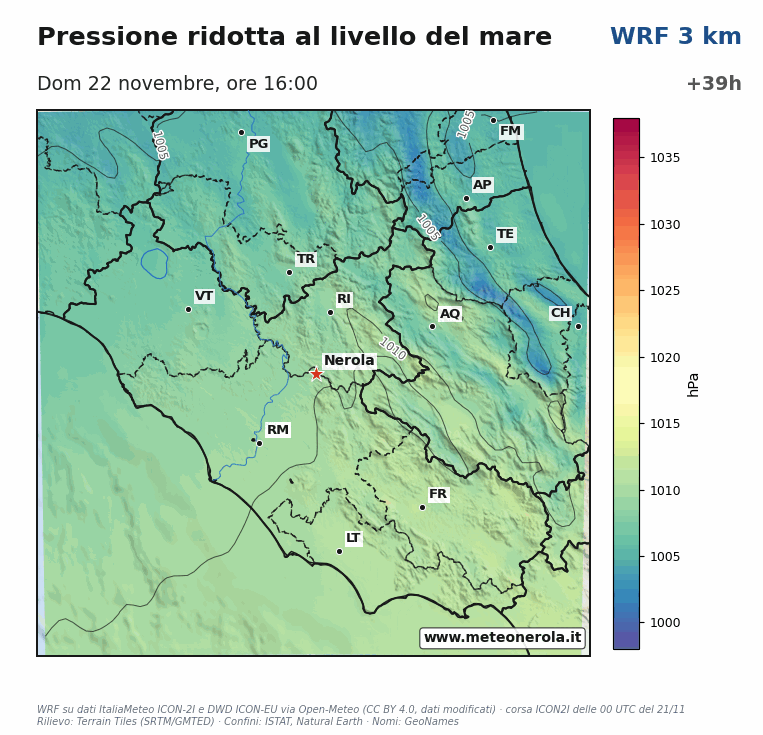 Pressione ridotta al livello del mare
WRF 3 km
Dom 22 novembre, ore 16:00
+39h
1005
1005
FM
PG
AP
1005
TE
TR
VT
RI
AQ
CH
1010
Nerola
RM
FR
LT
www.meteonerola.it
1035
1030
1025
1020
1015
1010
1005
1000
hPa
WRF su dati ItaliaMeteo ICON-2I e DWD ICON-EU via Open-Meteo (CC BY 4.0, dati modificati) · corsa ICON2I delle 00 UTC del 21/11
Rilievo: Terrain Tiles (SRTM/GMTED) · Confini: ISTAT, Natural Earth · Nomi: GeoNames